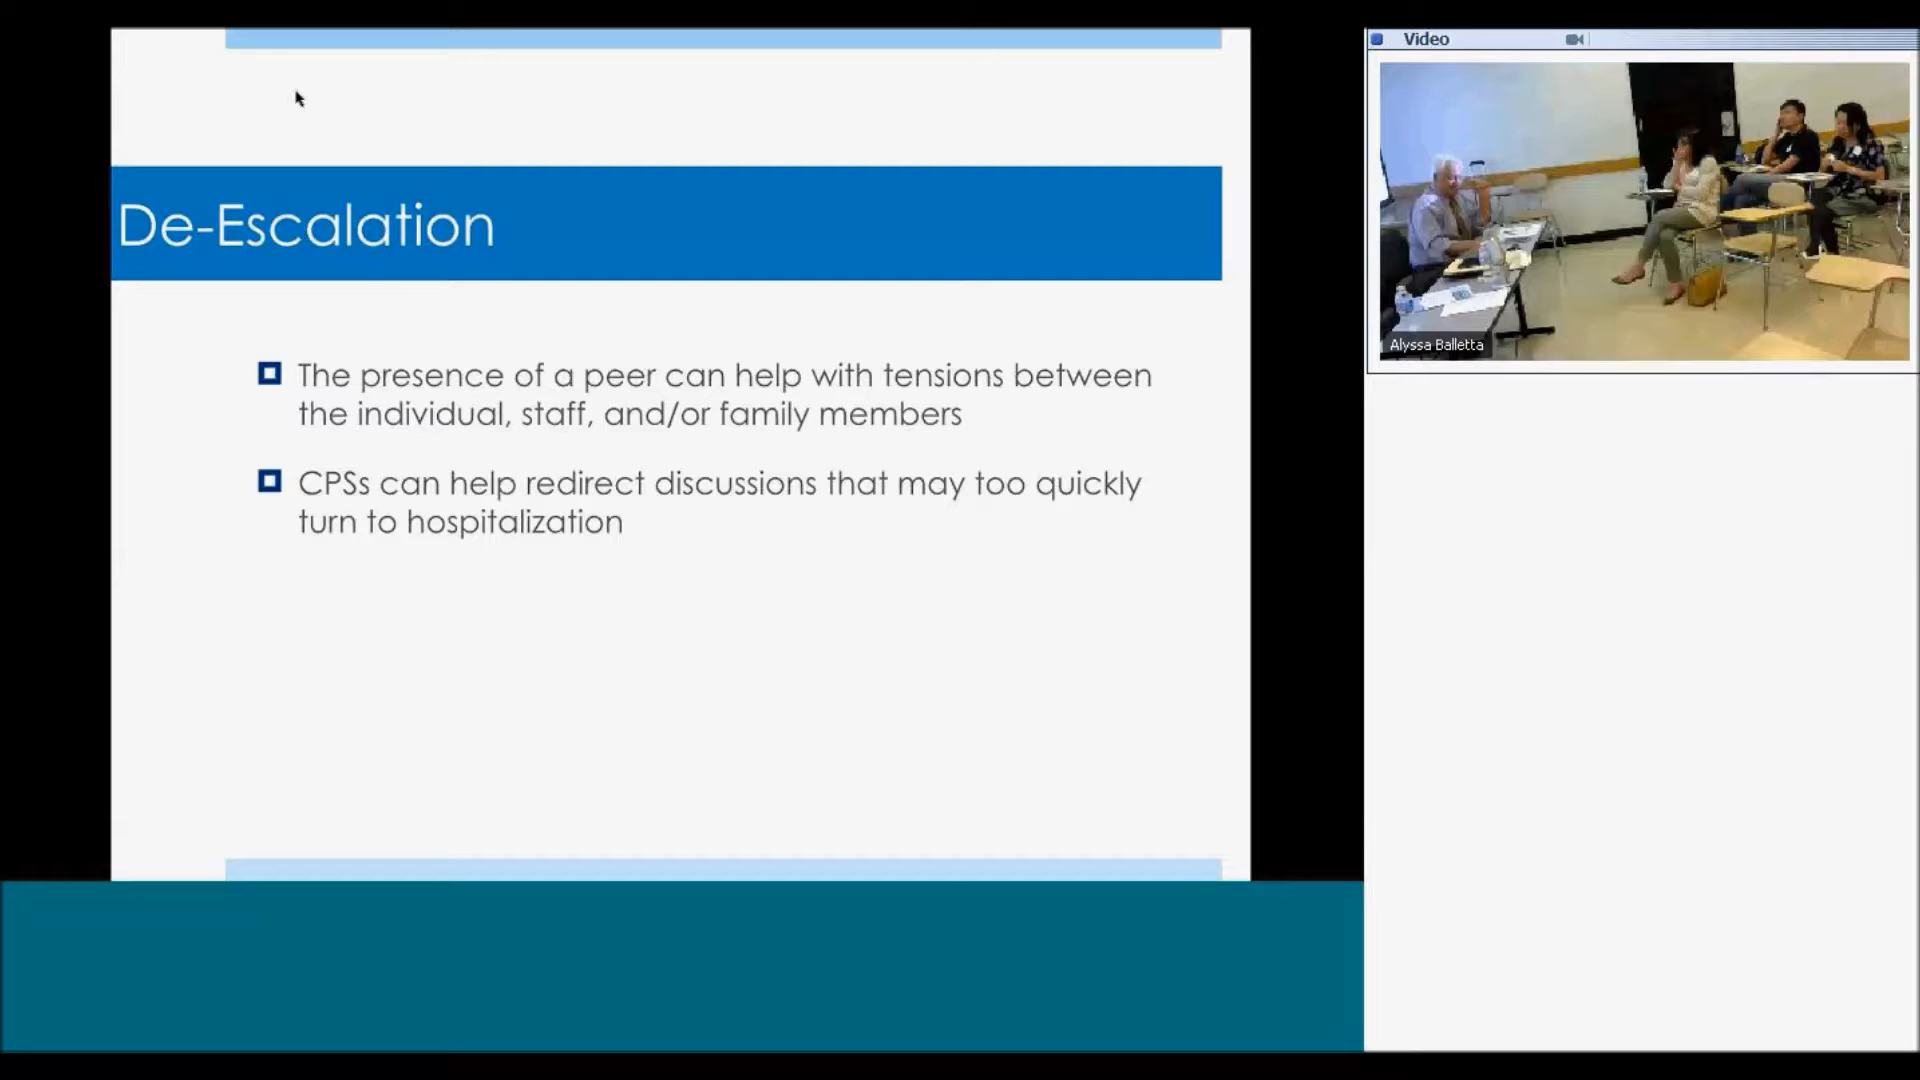 De-Escalation
The presence of a peer can help with tensions between
the individual, staff, and/or family members
CPSs can help redirect discussions that may too quickly
turn to hospitalization
Video
Alyssa Balletta